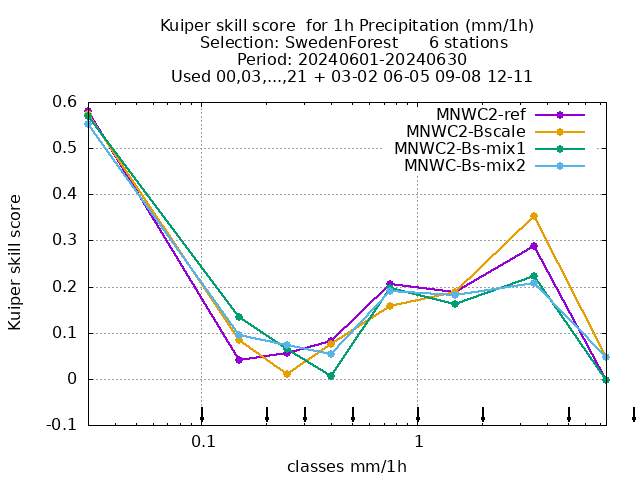 Kuiper skill score  for 1h Precipitation (mm/1h)
Selection: SwedenForest      6 stations
Period: 20240601-20240630
Used 00,03,...,21 + 03-02 06-05 09-08 12-11
MNWC2-ref
MNWC2-Bscale
MNWC2-Bs-mix1
MNWC-Bs-mix2
Kuiper skill score
0.6
0.5
0.4
0.3
0.2
0.1
0
-0.1
0.1
1
classes mm/1h